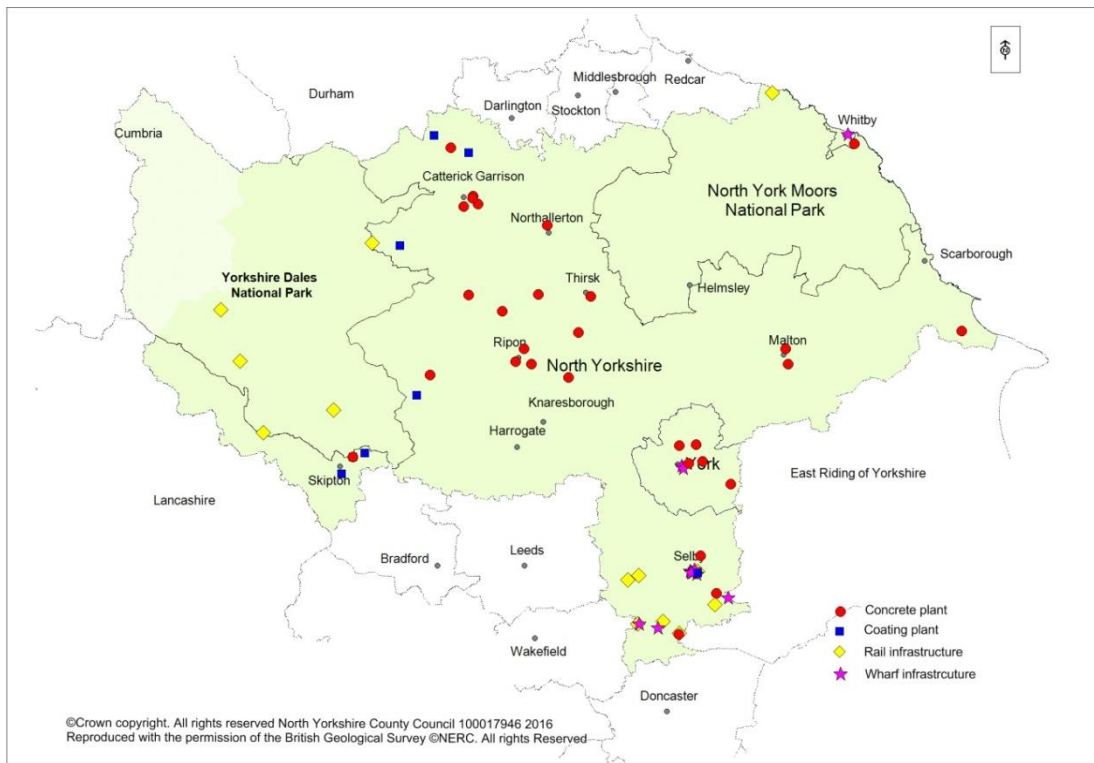 N
Middlesbrough
Redcar
Durham
Darlington
Stockton
Cumbria
Whitby
Catterick Garrison
North York Moors
National Park
Northallerton
Scarborough
Yorkshire Dales
National Park
Thirsk
Helmsley
Ripon
North Yorkshire
Malton
Knaresborough
Harrogate
York
East Riding of Yorkshire
Skipton
Lancashire
Bradford
Leeds
Selby
Concrete plant
Coating plant
Wakefield
Rail infrastructure
Wharf infrastrcuture
Doncaster
©Crown copyright. All rights reserved North Yorkshire County Council 100017946 2016
Reproduced with the permission of the British Geological Survey ©NERC. All rights Reserved